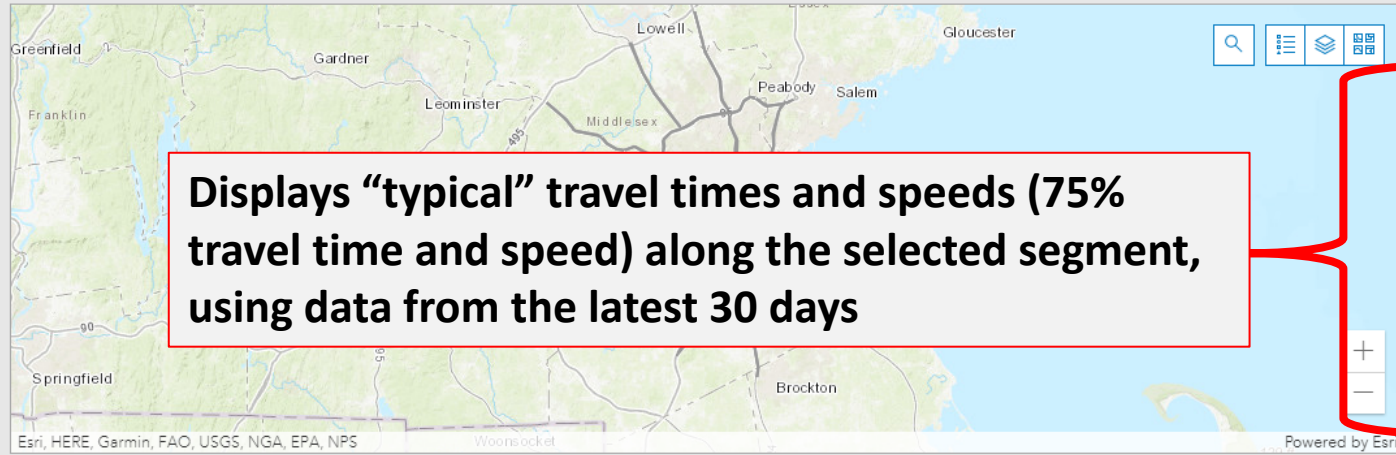 Lowell
Gloucester
Greenfield
Gardner
Peabody
Salem
Leominster
Franklin
Middlesex
95
495
Displays “typical” travel times and speeds (75%
travel time and speed) along the selected segment,
using data from the latest 30 days
90
95
Springfield
Brockton
Esri, HERE, Garmin, FAO, USGS, NGA, EPA, NPS
Woonsocket
Powered by Esri